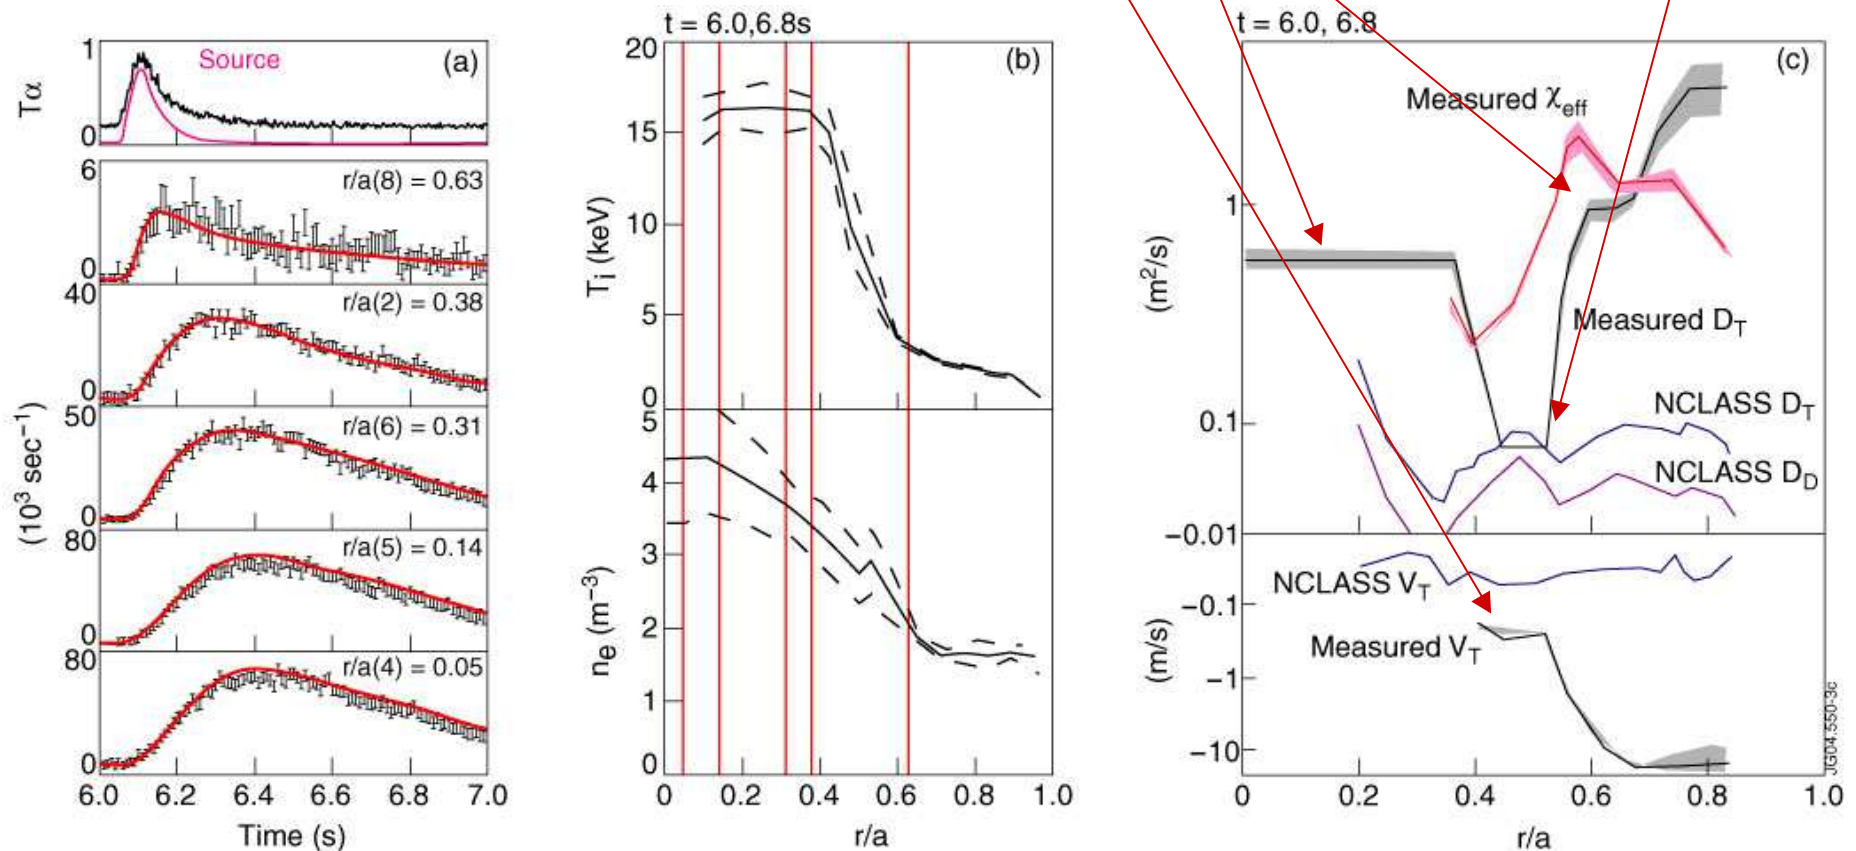 1
Source
(a)
Tα
0
6
r/a(8) = 0.63
0
40
r/a(2) = 0.38
0
50
r/a(6) = 0.31
0
80
r/a(5) = 0.14
0
80
r/a(4) = 0.05
0
(10³ sec⁻¹)
6.0 6.2 6.4 6.6 6.8 7.0
Time (s)
t = 6.0,6.8s
(b)
20
15
10
5
0
Tᵢ (keV)
5
4
3
2
1
0
nₑ (m⁻³)
0 0.2 0.4 0.6 0.8 1.0
r/a
t = 6.0, 6.8
(c)
Measured χeff
1
(m²/s)
Measured D_T
0.1
NCLASS D_T
NCLASS D_D
−0.01
NCLASS V_T
−0.1
Measured V_T
(m/s)
−1
−10
0 0.2 0.4 0.6 0.8 1.0
r/a
JG04.550-3c